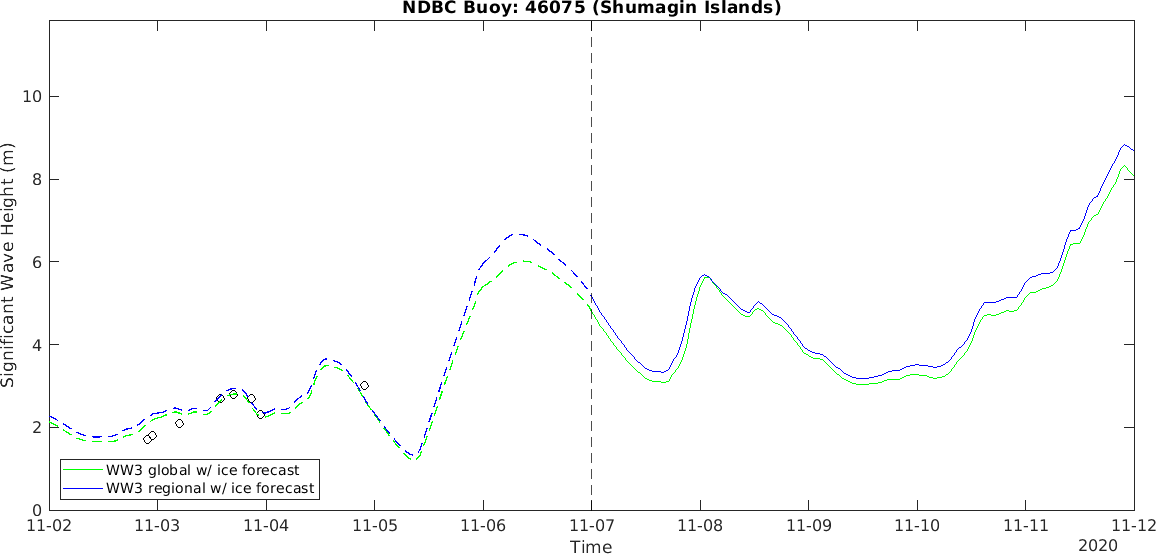 NDBC Buoy: 46075 (Shumagin Islands)
Significant Wave Height (m)
10
8
6
4
2
0
WW3 global w/ ice forecast
WW3 regional w/ ice forecast
11-02 11-03 11-04 11-05 11-06 11-07 11-08 11-09 11-10 11-11 11-12
Time
2020